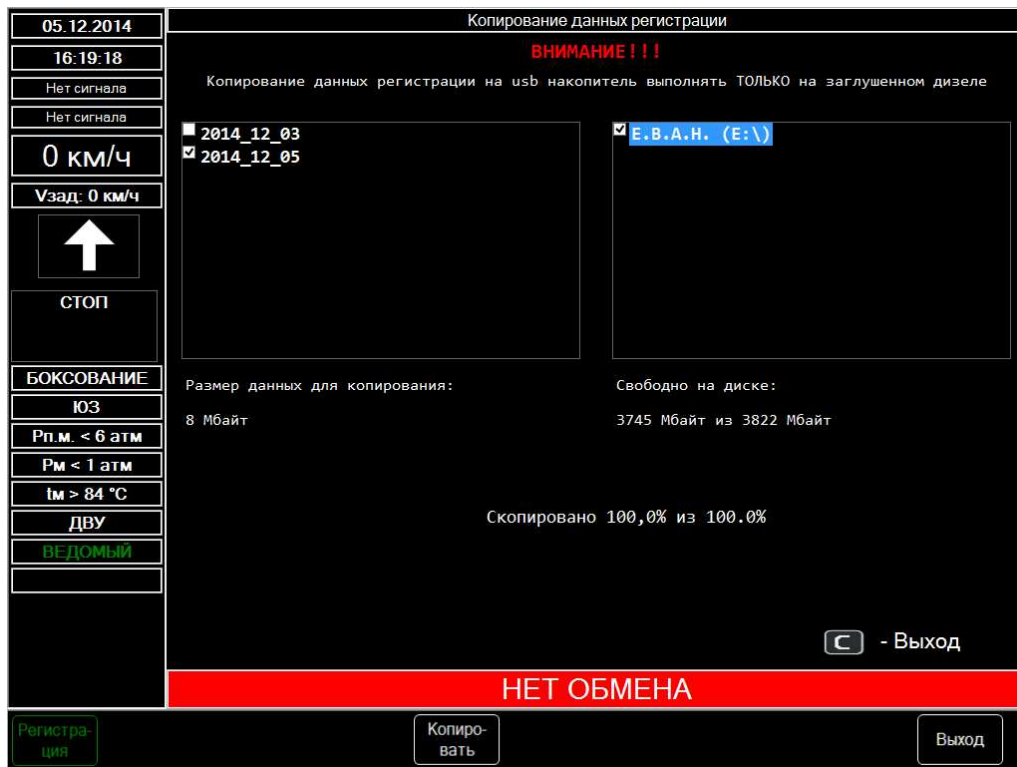 05.12.2014
16:19:18
Нет сигнала
Нет сигнала
0 км/ч
Vзад: 0 км/ч
СТОП
БОКСОВАНИЕ
ЮЗ
Рп.м. < 6 атм
Рм < 1 атм
tм > 84 °C
ДВУ
ВЕДОМЫЙ
Копирование данных регистрации
ВНИМАНИЕ!!!
Копирование данных регистрации на usb накопитель выполнять ТОЛЬКО на заглушенном дизеле
2014_12_03
2014_12_05
E.B.A.H. (E:\)
Размер данных для копирования:
8 Мбайт
Свободно на диске:
3745 Мбайт из 3822 Мбайт
Скопировано 100,0% из 100.0%
C - Выход
НЕТ ОБМЕНА
Регистра-
ция
Копиро-
вать
Выход